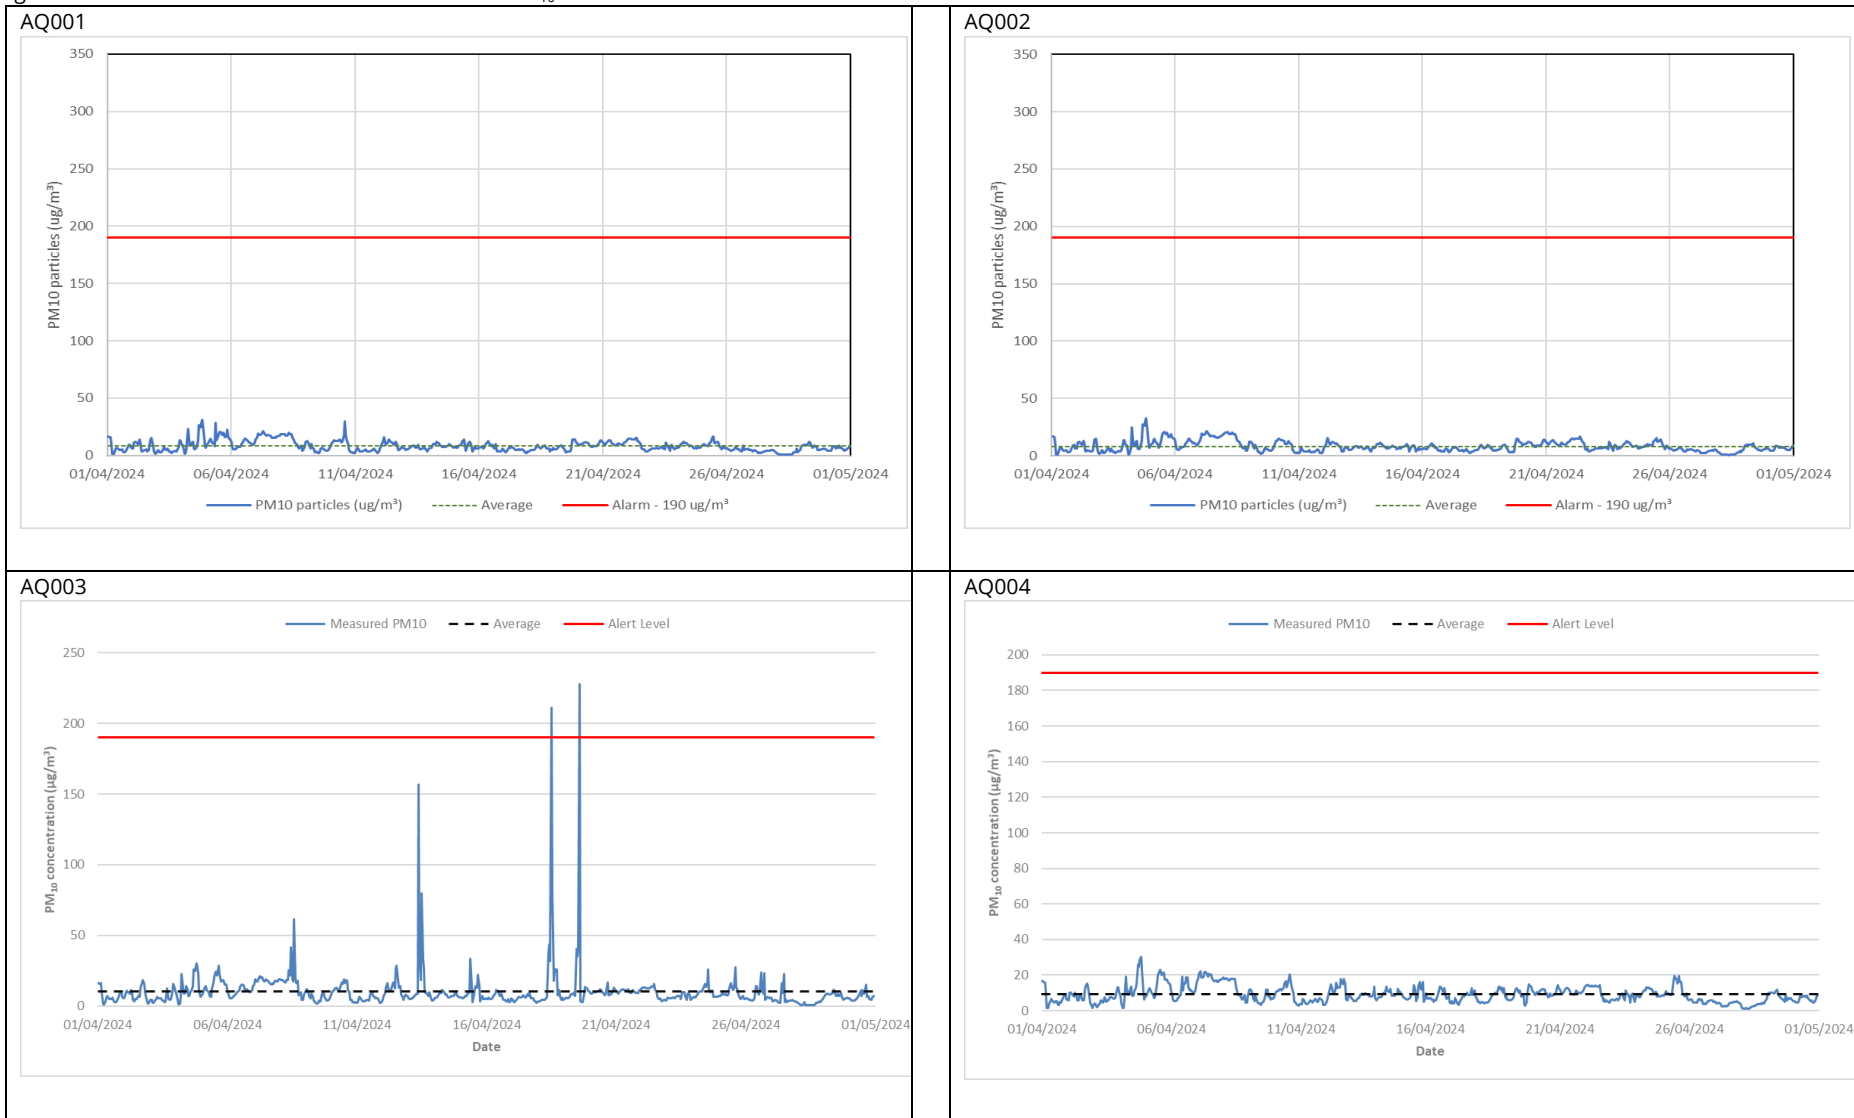 AQ001
350
300
250
200
150
100
50
0
PM10 particles (ug/m³)
01/04/2024 06/04/2024 11/04/2024 16/04/2024 21/04/2024 26/04/2024 01/05/2024
PM10 particles (ug/m³) Average Alarm - 190 ug/m³
AQ002
350
300
250
200
150
100
50
0
PM10 particles (ug/m³)
01/04/2024 06/04/2024 11/04/2024 16/04/2024 21/04/2024 26/04/2024 01/05/2024
PM10 particles (ug/m³) Average Alarm - 190 ug/m³
AQ003
Measured PM10 Average Alert Level
250
200
150
100
50
0
PM₁₀ concentration (µg/m³)
01/04/2024 06/04/2024 11/04/2024 16/04/2024 21/04/2024 26/04/2024 01/05/2024
Date
AQ004
Measured PM10 Average Alert Level
200
180
160
140
120
100
80
60
40
20
0
PM₁₀ concentration (µg/m³)
01/04/2024 06/04/2024 11/04/2024 16/04/2024 21/04/2024 26/04/2024 01/05/2024
Date